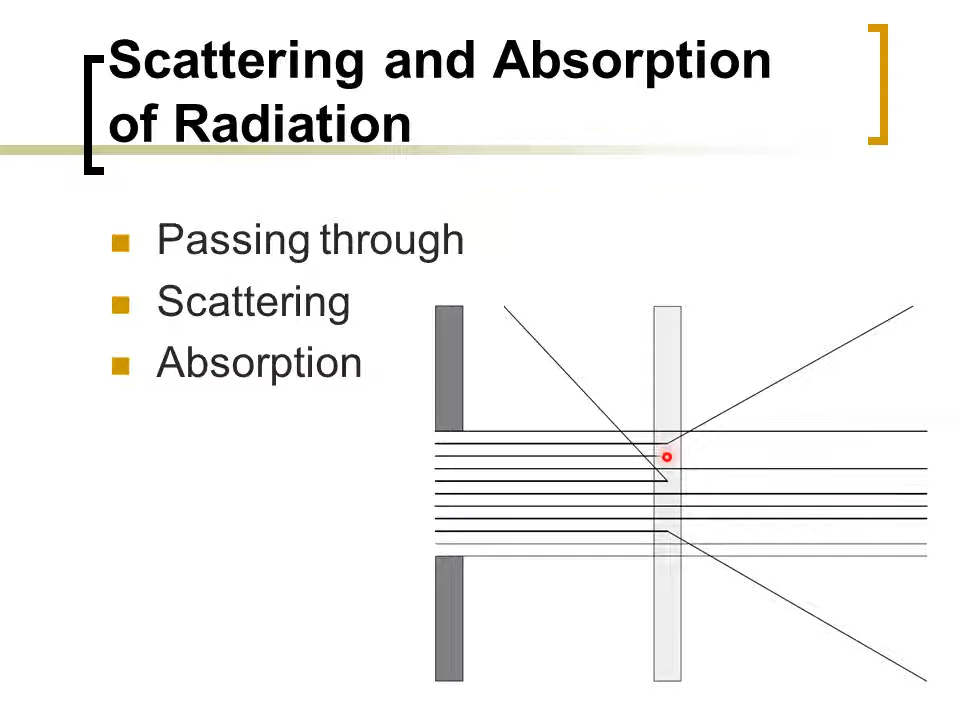 Scattering and Absorption
of Radiation
Passing through
Scattering
Absorption